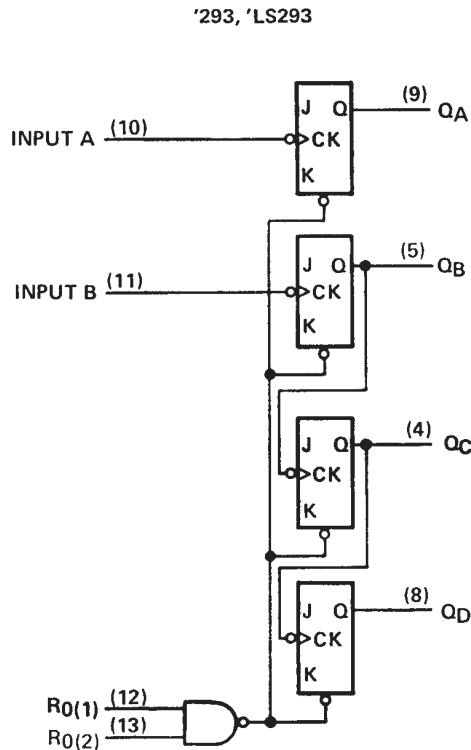 '293, 'LS293
J Q (9) QA
INPUT A (10) CK
K
J Q (5) QB
INPUT B (11) CK
K
J Q (4) QC
CK
K
J Q (8) QD
CK
K
R0(1) (12)
R0(2) (13)